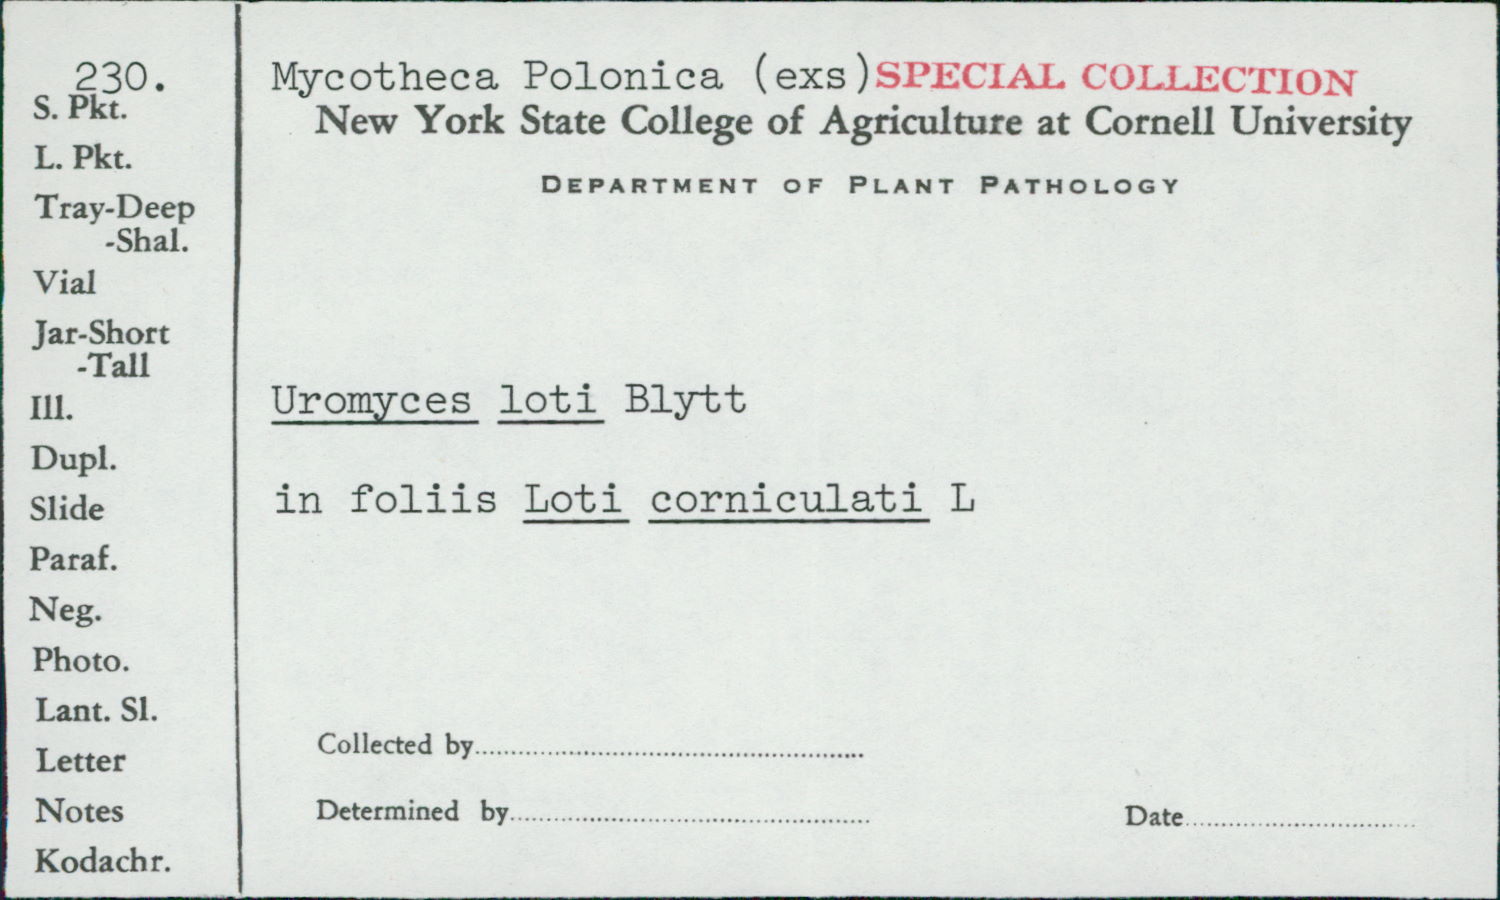 230.
S. Pkt.
L. Pkt.
Tray-Deep
-Shal.
Vial
Jar-Short
-Tall
Ill.
Dupl.
Slide
Paraf.
Neg.
Photo.
Lant. Sl.
Letter
Notes
Kodachr.
Mycotheca Polonica (exs)SPECIAL COLLECTION
New York State College of Agriculture at Cornell University
DEPARTMENT OF PLANT PATHOLOGY
Uromyces loti Blytt
in foliis Loti corniculati L
Collected by
Determined by
Date